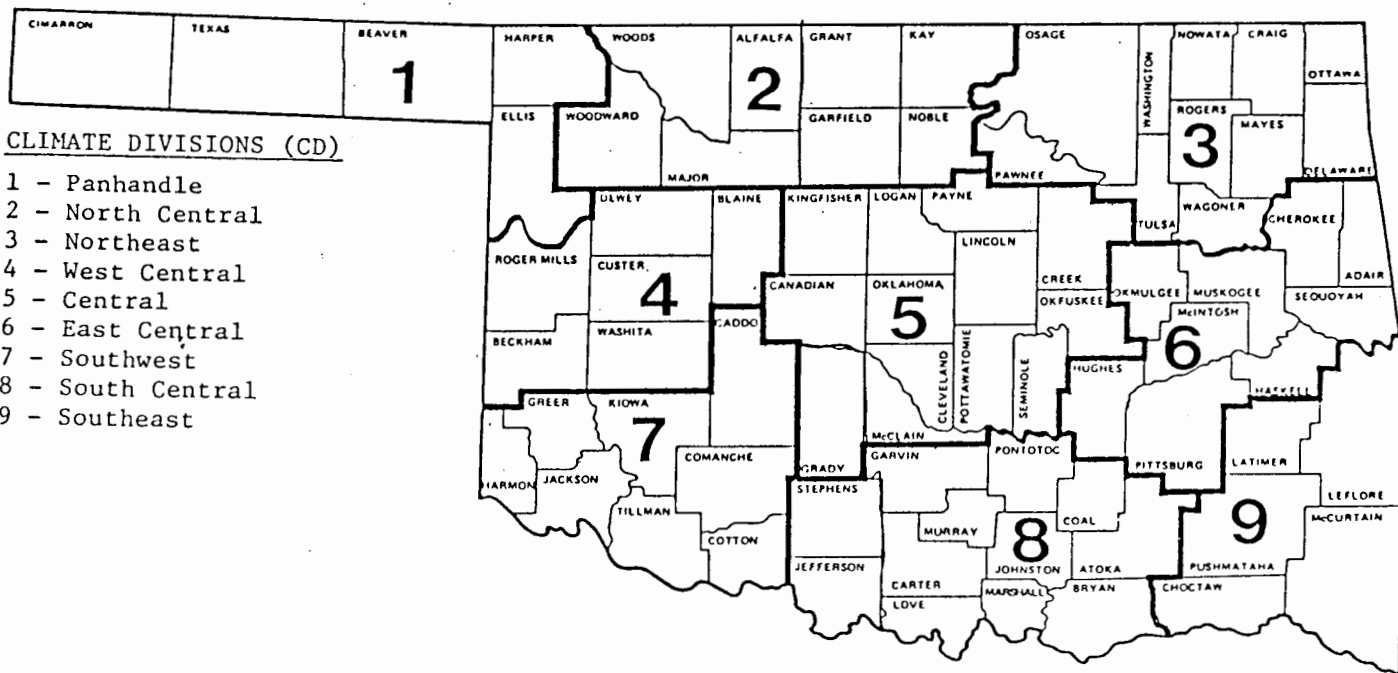 CIMARRON
TEXAS
BEAVER
HARPER
WOODS
ALFALFA
GRANT
KAY
OSAGE
WASHINGTON
NOWATA
CRAIG
OTTAWA
1
2
3
ELLIS
WOODWARD
GARFIELD
NOBLE
ROGERS
MAYES
MAJOR
PAWNEE
DELAWARE
CLIMATE DIVISIONS (CD)
1 - Panhandle
2 - North Central
3 - Northeast
4 - West Central
5 - Central
6 - East Central
7 - Southwest
8 - South Central
9 - Southeast
DEWEY
BLAINE
KINGFISHER
LOGAN
PAYNE
TULSA
WAGONER
CHEROKEE
LINCOLN
ROGER MILLS
CUSTER
4
CANADIAN
OKLAHOMA
5
CREEK
OKMULGEE
MUSKOGEE
ADAIR
SEQUOYAH
OKFUSKEE
McINTOSH
6
BECKHAM
WASHITA
CADDO
CLEVELAND
POTTAWATOMIE
SEMINOLE
HUGHES
HASKELL
GREER
KIOWA
7
McCLAIN
GARVIN
PONTOTOC
COMANCHE
GRADY
PITTSBURG
LATIMER
HARMON
JACKSON
STEPHENS
LEFLORE
TILLMAN
MURRAY
8
COAL
9
McCURTAIN
COTTON
JEFFERSON
JOHNSTON
ATOKA
PUSHMATAHA
CARTER
MARSHALL
BRYAN
CHOCTAW
LOVE